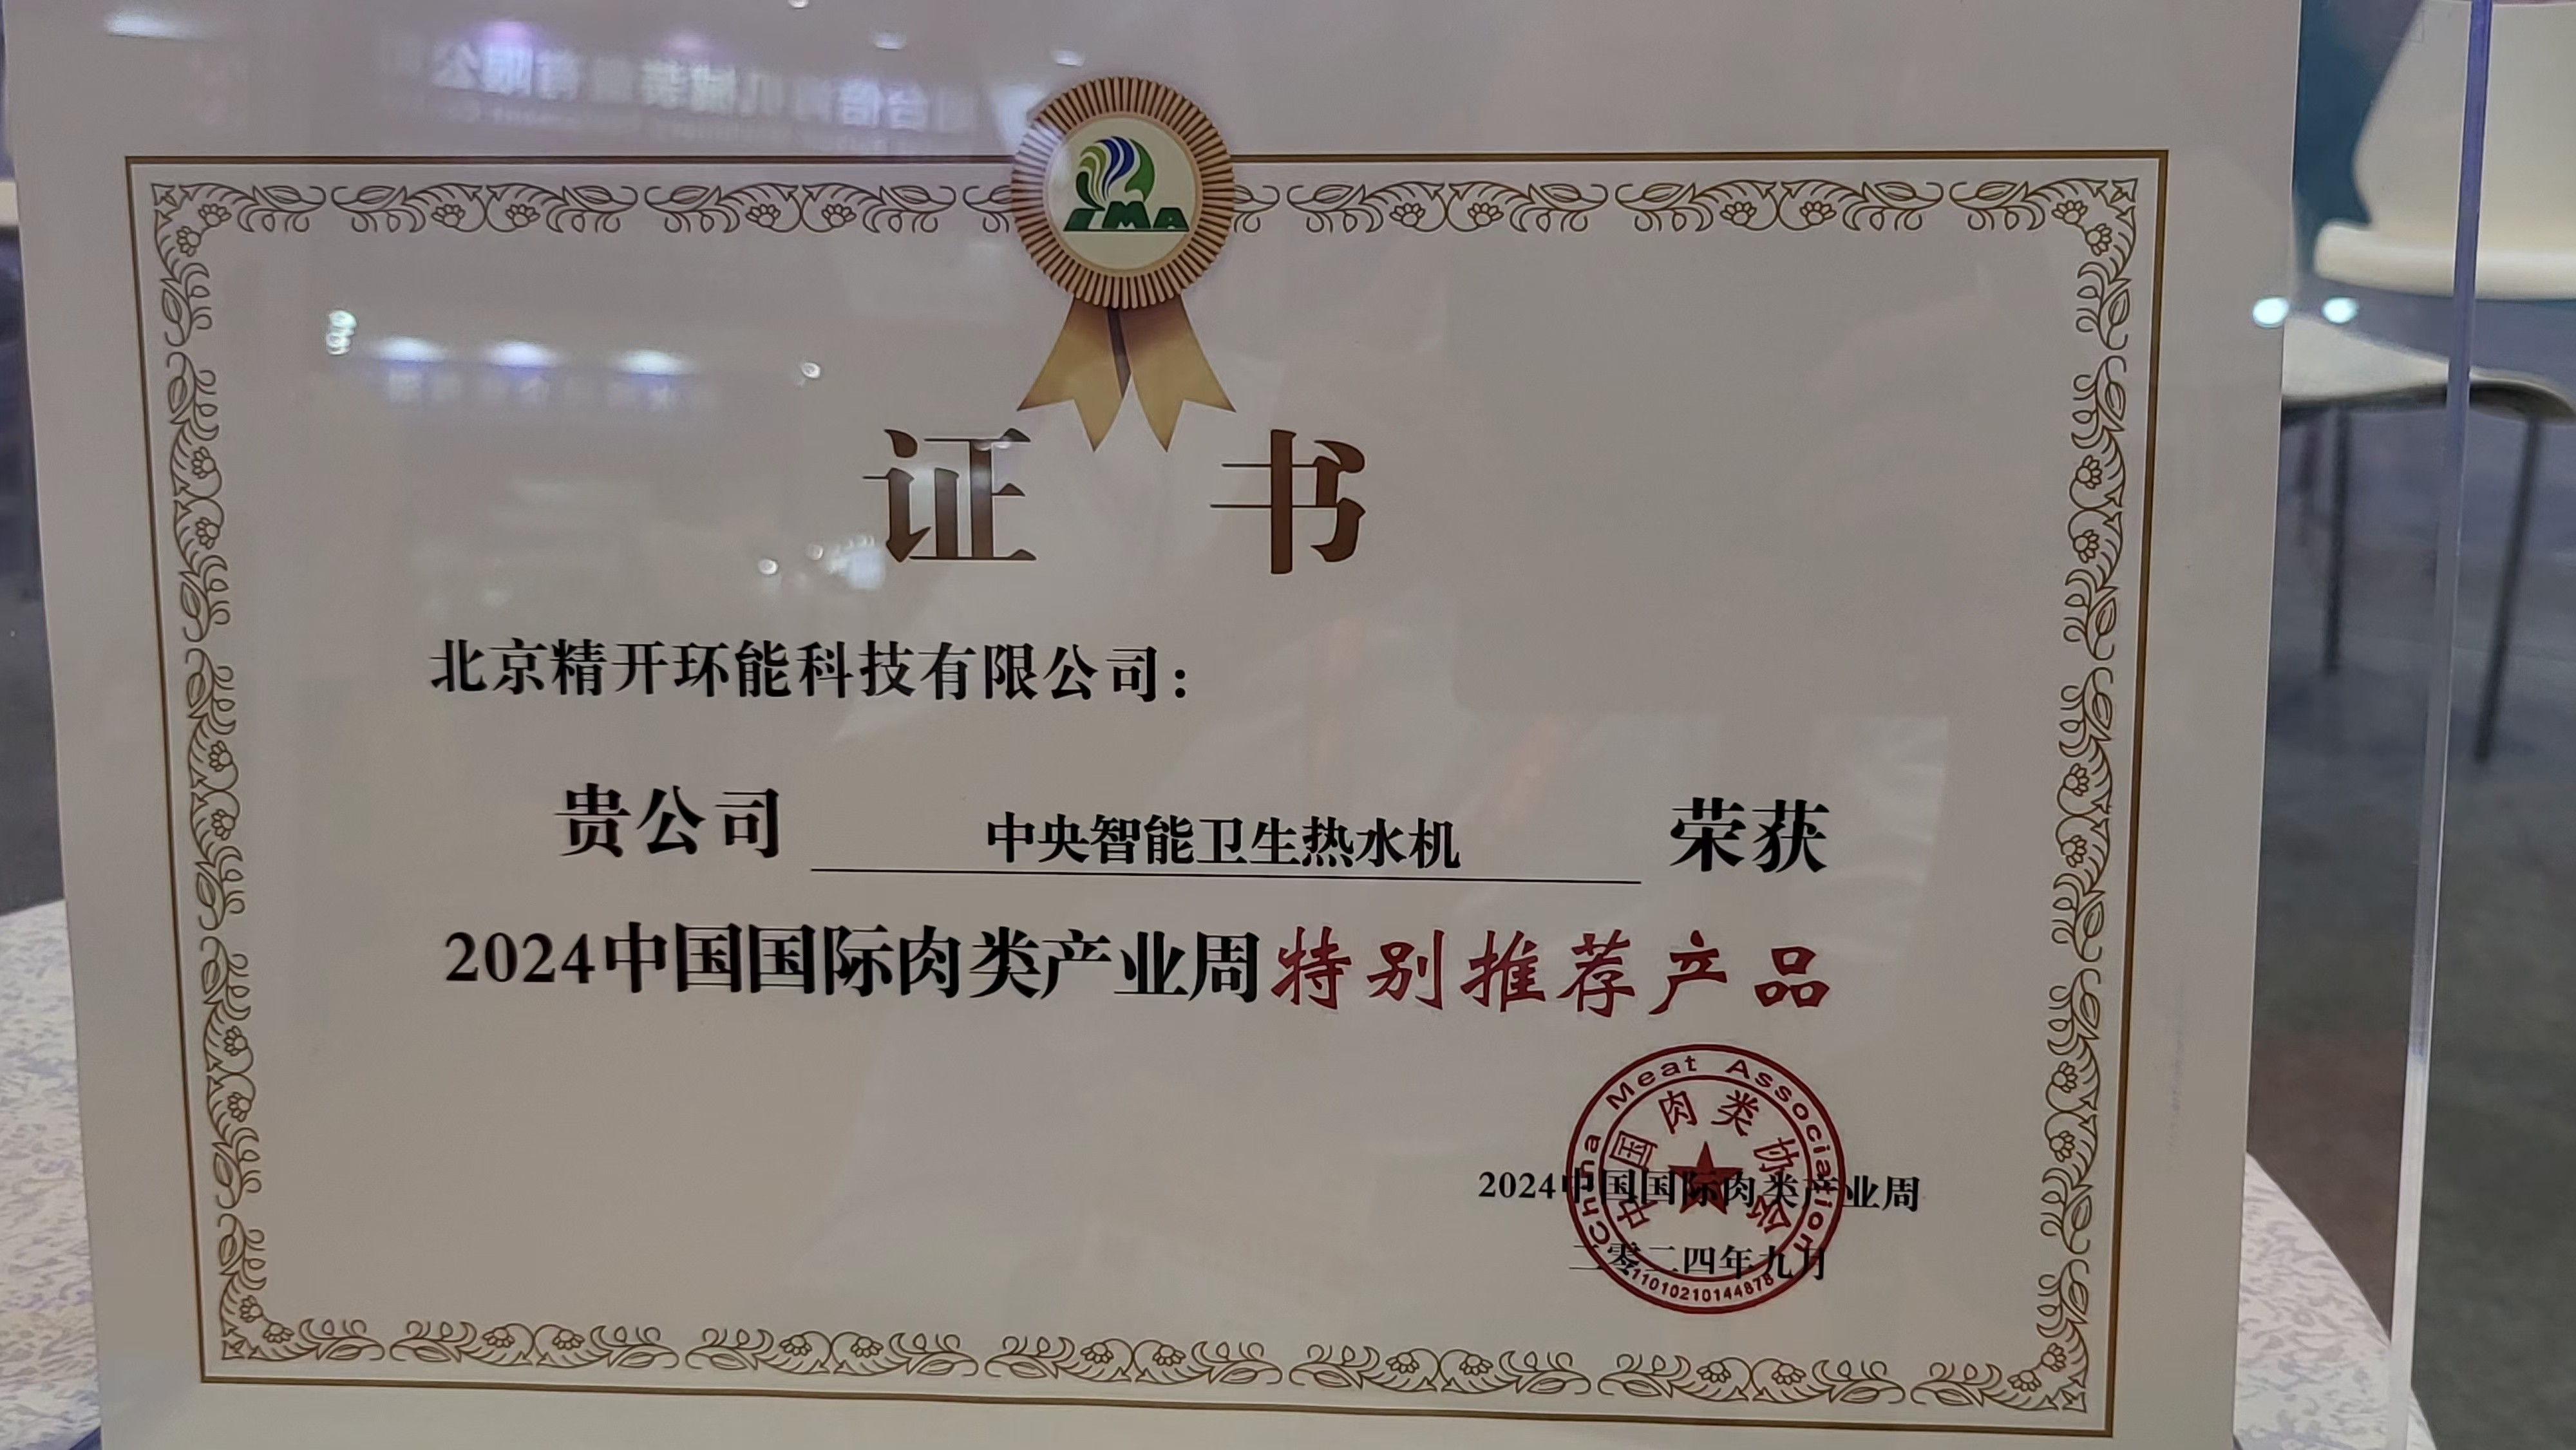 IMA
证 书
北京精开环能科技有限公司：
贵公司 中央智能卫生热水机 荣获
2024中国国际肉类产业周特别推荐产品
China Meat Association
中国肉类协会
2024中国国际肉类产业周
二零二四年九月
1101021014487